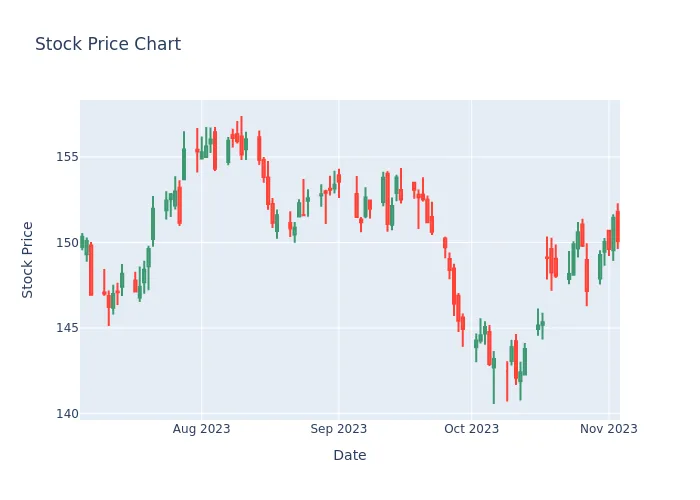 Stock Price Chart
Stock Price
155
150
145
140
Aug 2023
Sep 2023
Oct 2023
Nov 2023
Date